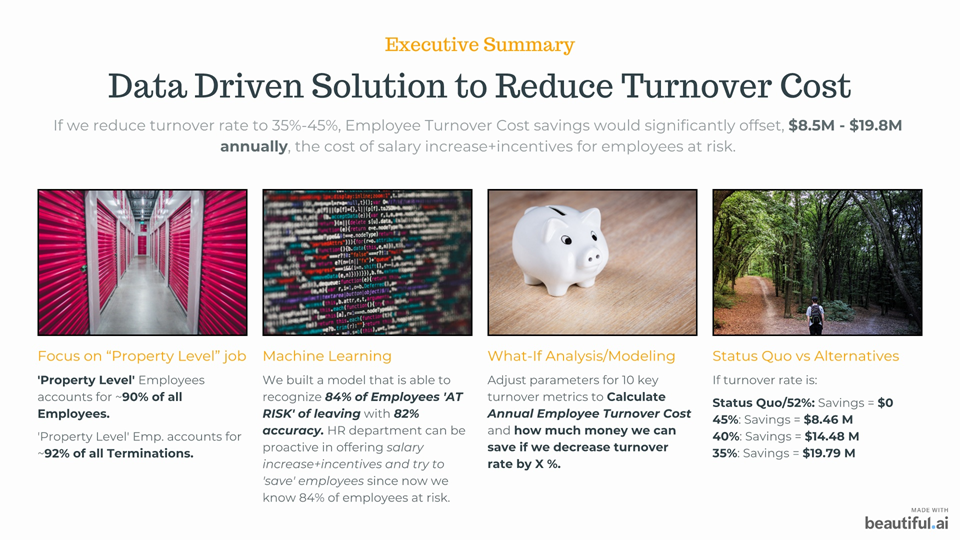 Executive Summary
Data Driven Solution to Reduce Turnover Cost
If we reduce turnover rate to 35%-45%, Employee Turnover Cost savings would significantly offset, $8.5M - $19.8M
annually, the cost of salary increase+incentives for employees at risk.
Focus on “Property Level” job
'Property Level' Employees
accounts for ~90% of all
Employees.
'Property Level' Emp. accounts for
~92% of all Terminations.
Machine Learning
We built a model that is able to
recognize 84% of Employees 'AT
RISK' of leaving with 82%
accuracy. HR department can be
proactive in offering salary
increase+incentives and try to
'save' employees since now we
know 84% of employees at risk.
What-If Analysis/Modeling
Adjust parameters for 10 key
turnover metrics to Calculate
Annual Employee Turnover Cost
and how much money we can
save if we decrease turnover
rate by X %.
Status Quo vs Alternatives
If turnover rate is:
Status Quo/52%: Savings = $0
45%: Savings = $8.46 M
40%: Savings = $14.48 M
35%: Savings = $19.79 M
MADE WITH
beautiful.ai